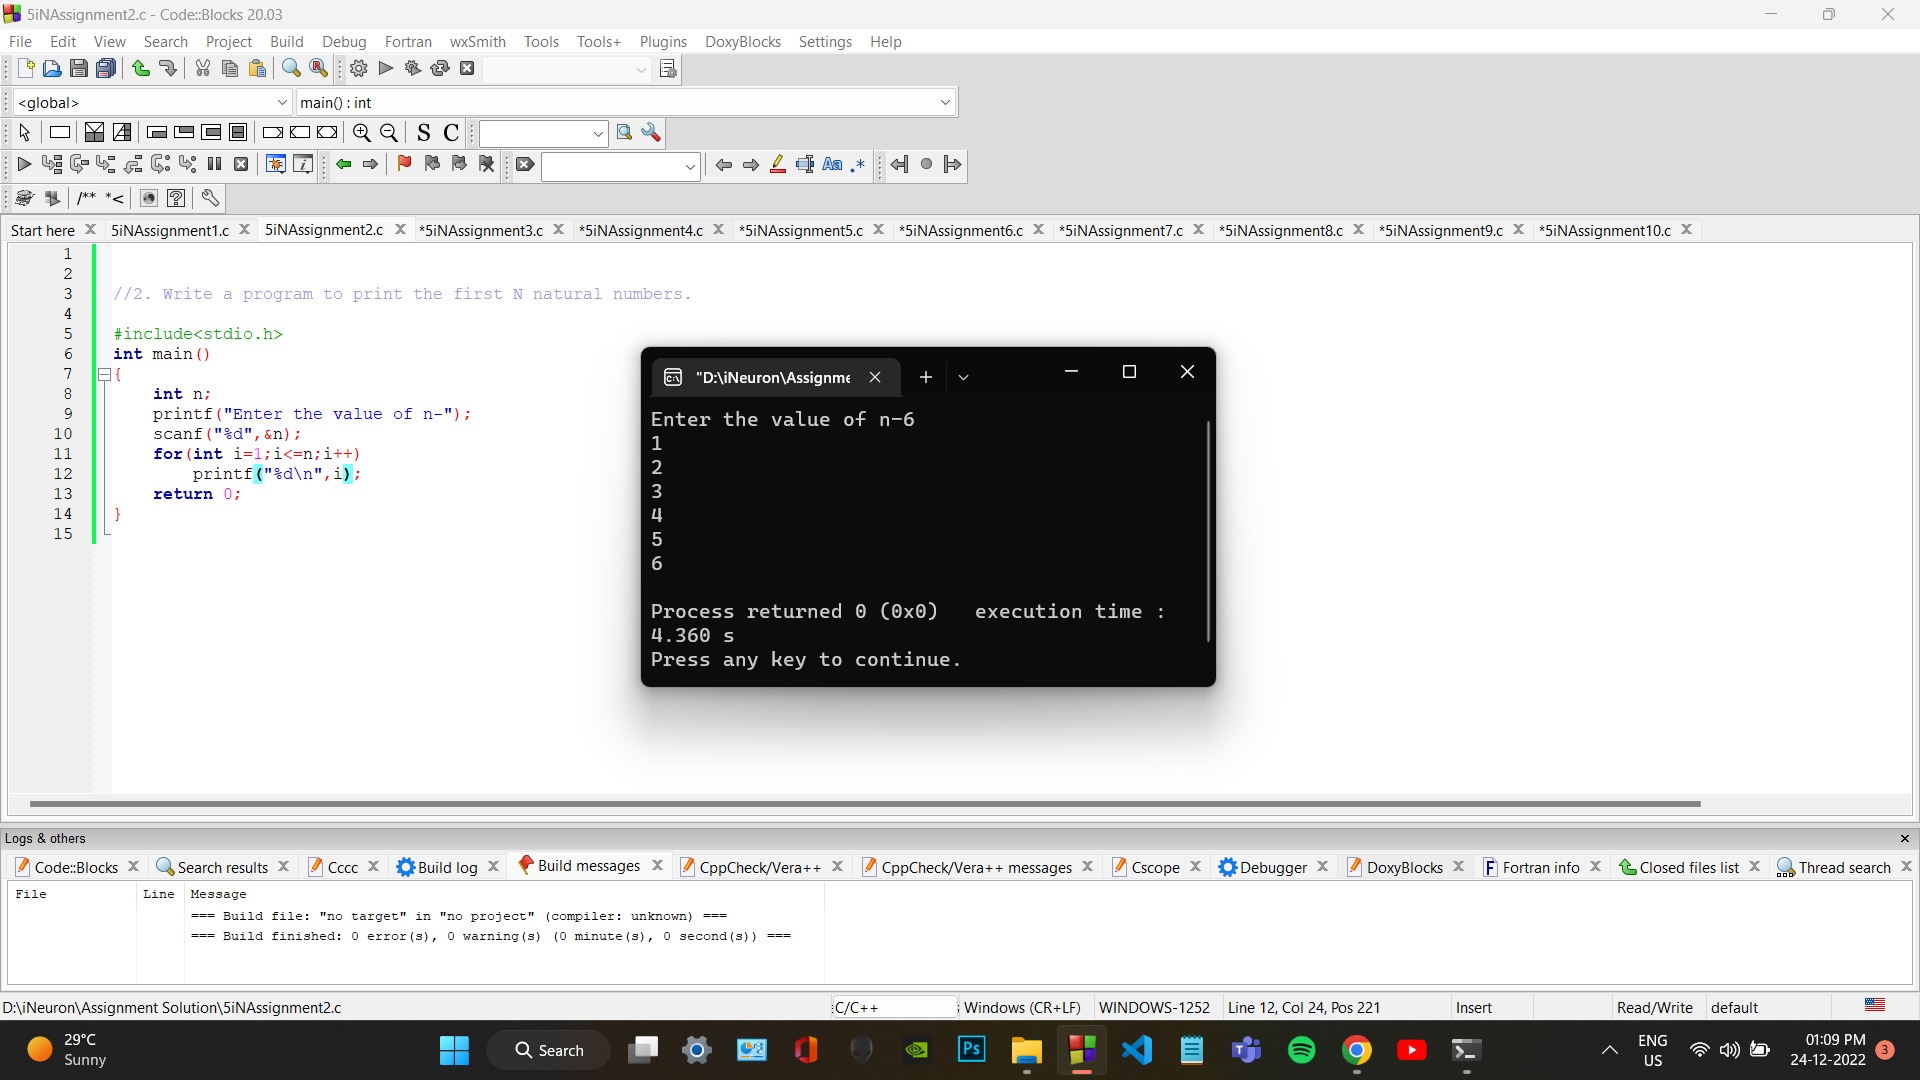 5iNAssignment2.c - Code::Blocks 20.03
File Edit View Search Project Build Debug Fortran wxSmith Tools Tools+ Plugins DoxyBlocks Settings Help
<global> main() : int
S C
Aa .*
/** *<
Start here 5iNAssignment1.c 5iNAssignment2.c *5iNAssignment3.c *5iNAssignment4.c *5iNAssignment5.c *5iNAssignment6.c *5iNAssignment7.c *5iNAssignment8.c *5iNAssignment9.c *5iNAssignment10.c
1
2
3 //2. Write a program to print the first N natural numbers.
4
5 #include<stdio.h>
6 int main()
7 {
8 int n;
9 printf("Enter the value of n-");
10 scanf("%d",&n);
11 for(int i=1;i<=n;i++)
12 printf("%d\n",i);
13 return 0;
14 }
15
"D:\iNeuron\Assignme
Enter the value of n-6
1
2
3
4
5
6
Process returned 0 (0x0) execution time :
4.360 s
Press any key to continue.
Logs & others
Code::Blocks Search results Cccc Build log Build messages CppCheck/Vera++ CppCheck/Vera++ messages Cscope Debugger DoxyBlocks Fortran info Closed files list Thread search
File Line Message
=== Build file: "no target" in "no project" (compiler: unknown) ===
=== Build finished: 0 error(s), 0 warning(s) (0 minute(s), 0 second(s)) ===
D:\iNeuron\Assignment Solution\5iNAssignment2.c C/C++ Windows (CR+LF) WINDOWS-1252 Line 12, Col 24, Pos 221 Insert Read/Write default
29°C
Sunny
Search
Ps
ENG
US
01:09 PM
24-12-2022
3